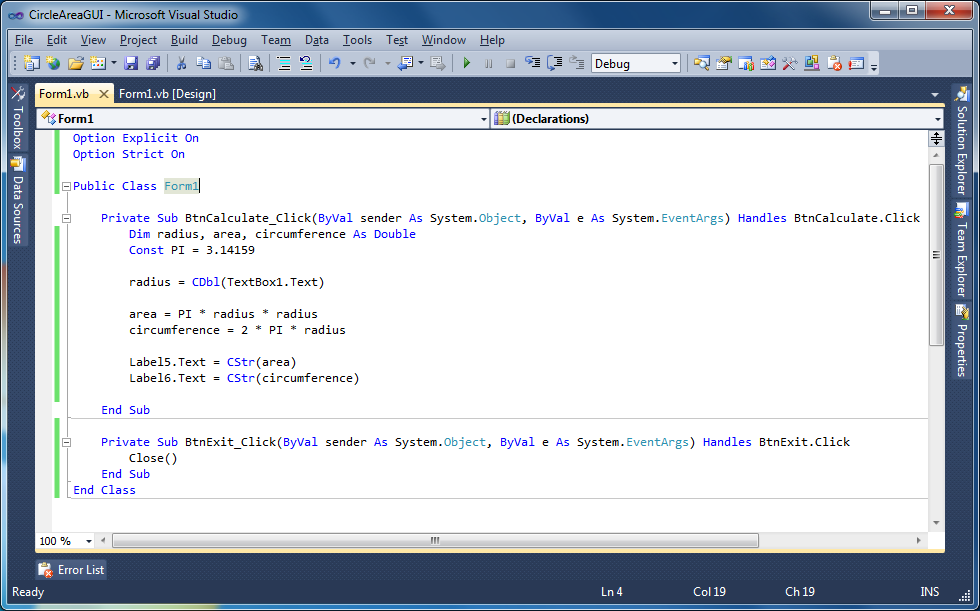 CircleAreaGUI - Microsoft Visual Studio
File Edit View Project Build Debug Team Data Tools Test Window Help
Debug
Form1.vb Form1.vb [Design]
Form1 (Declarations)
Toolbox
Data Sources
Option Explicit On
Option Strict On
Public Class Form1
Private Sub BtnCalculate_Click(ByVal sender As System.Object, ByVal e As System.EventArgs) Handles BtnCalculate.Click
Dim radius, area, circumference As Double
Const PI = 3.14159
radius = CDbl(TextBox1.Text)
area = PI * radius * radius
circumference = 2 * PI * radius
Label5.Text = CStr(area)
Label6.Text = CStr(circumference)
End Sub
Private Sub BtnExit_Click(ByVal sender As System.Object, ByVal e As System.EventArgs) Handles BtnExit.Click
Close()
End Sub
End Class
Solution Explorer
Team Explorer
Properties
100 %
Error List
Ready Ln 4 Col 19 Ch 19 INS